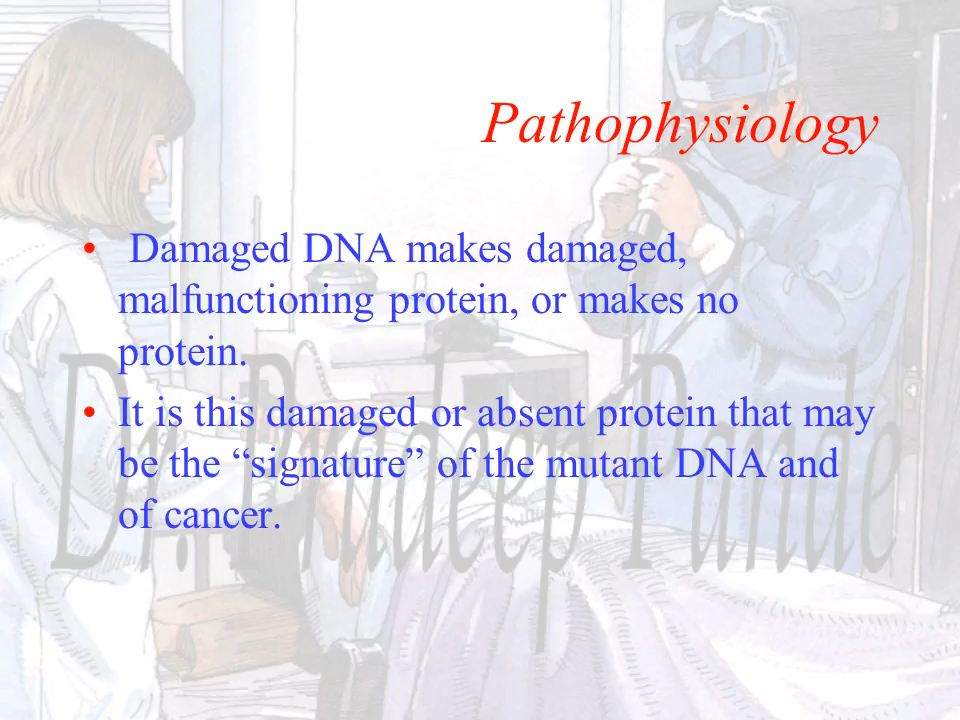 Pathophysiology
• Damaged DNA makes damaged,
malfunctioning protein, or makes no
protein.
• It is this damaged or absent protein that may
be the “signature” of the mutant DNA and
of cancer.
Dr. Pradeep Pande